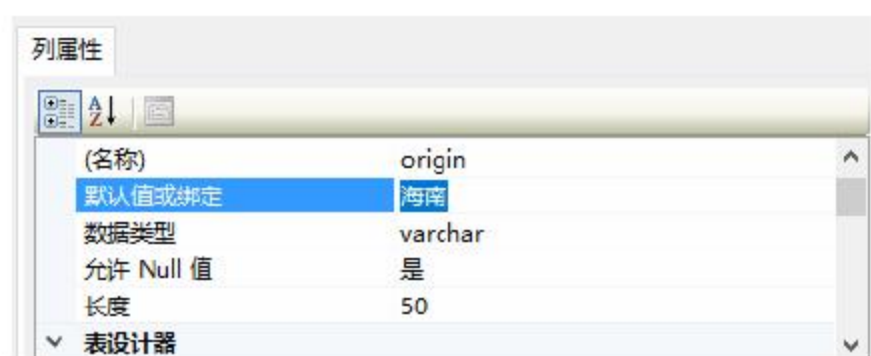 列属性
(名称) origin
默认值或绑定 海南
数据类型 varchar
允许 Null 值 是
长度 50
表设计器